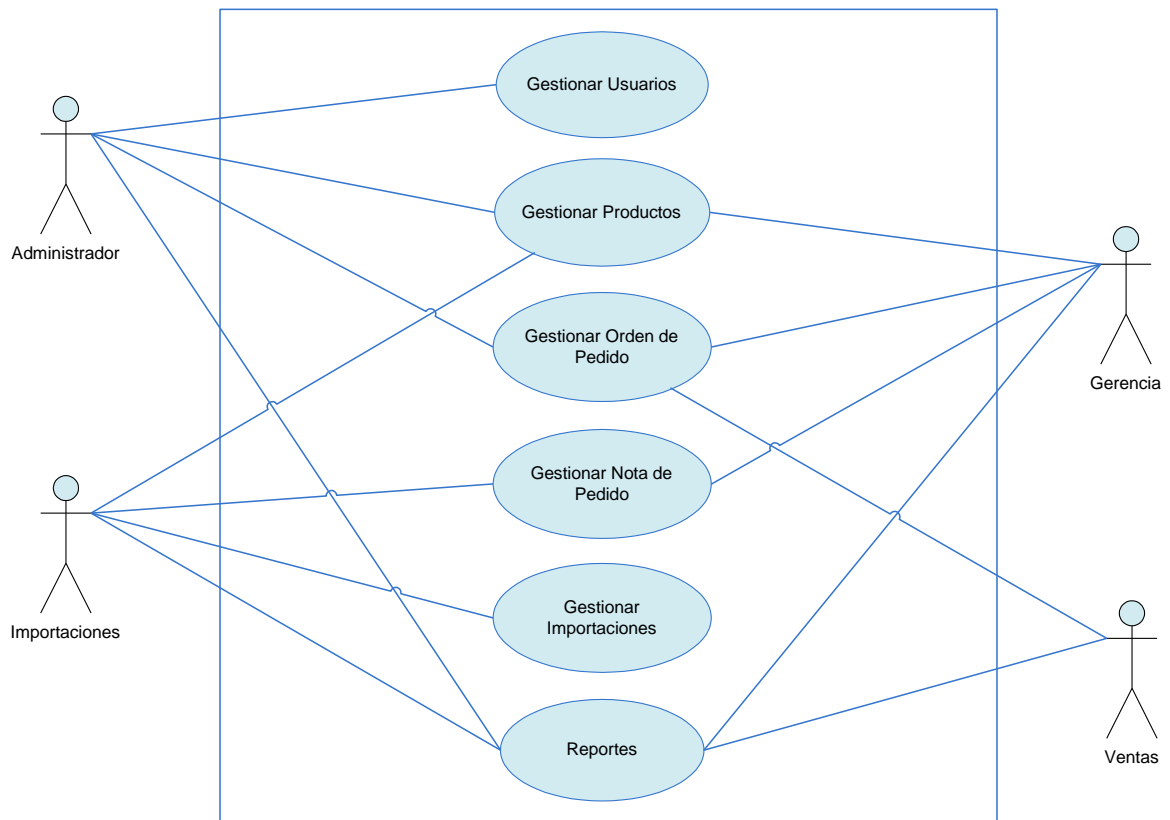 Gestionar Usuarios
Administrador
Gestionar Productos
Gerencia
Gestionar Orden de
Pedido
Gestionar Nota de
Pedido
Importaciones
Gestionar
Importaciones
Ventas
Reportes